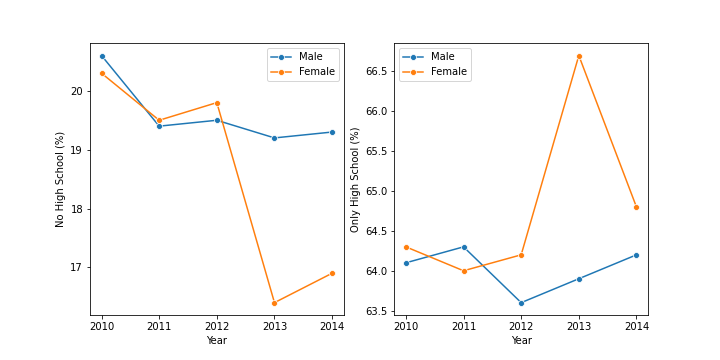 Male
Female
20
19
18
17
No High School (%)
2010 2011 2012 2013 2014
Year
Male
Female
66.5
66.0
65.5
65.0
64.5
64.0
63.5
Only High School (%)
2010 2011 2012 2013 2014
Year